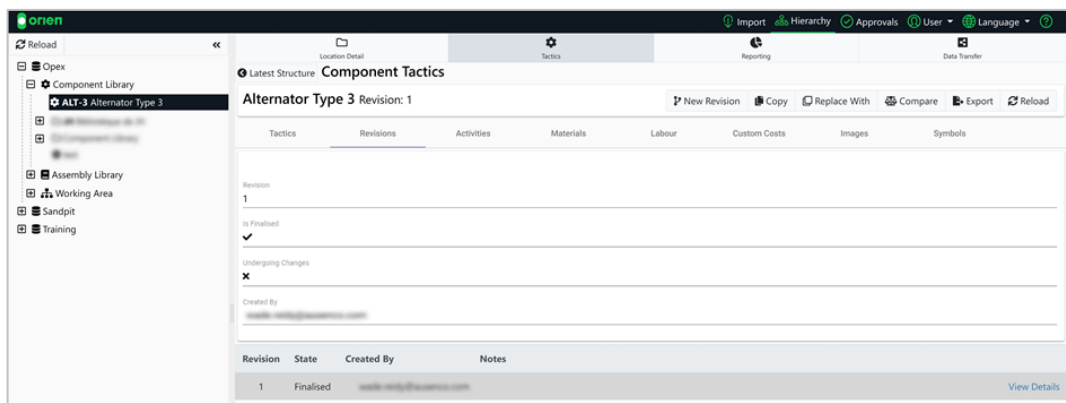 orien
Import Hierarchy Approvals User Language
Reload
Location Detail Tactics Reporting Data Transfer
Opex
Component Library
ALT-3 Alternator Type 3
Assembly Library
Working Area
Sandpit
Training
Latest Structure Component Tactics
Alternator Type 3 Revision: 1
New Revision Copy Replace With Compare Export Reload
Tactics Revisions Activities Materials Labour Custom Costs Images Symbols
Revision
1
Is Finalised
Undergoing Changes
Created By
Revision State Created By Notes
1 Finalised View Details